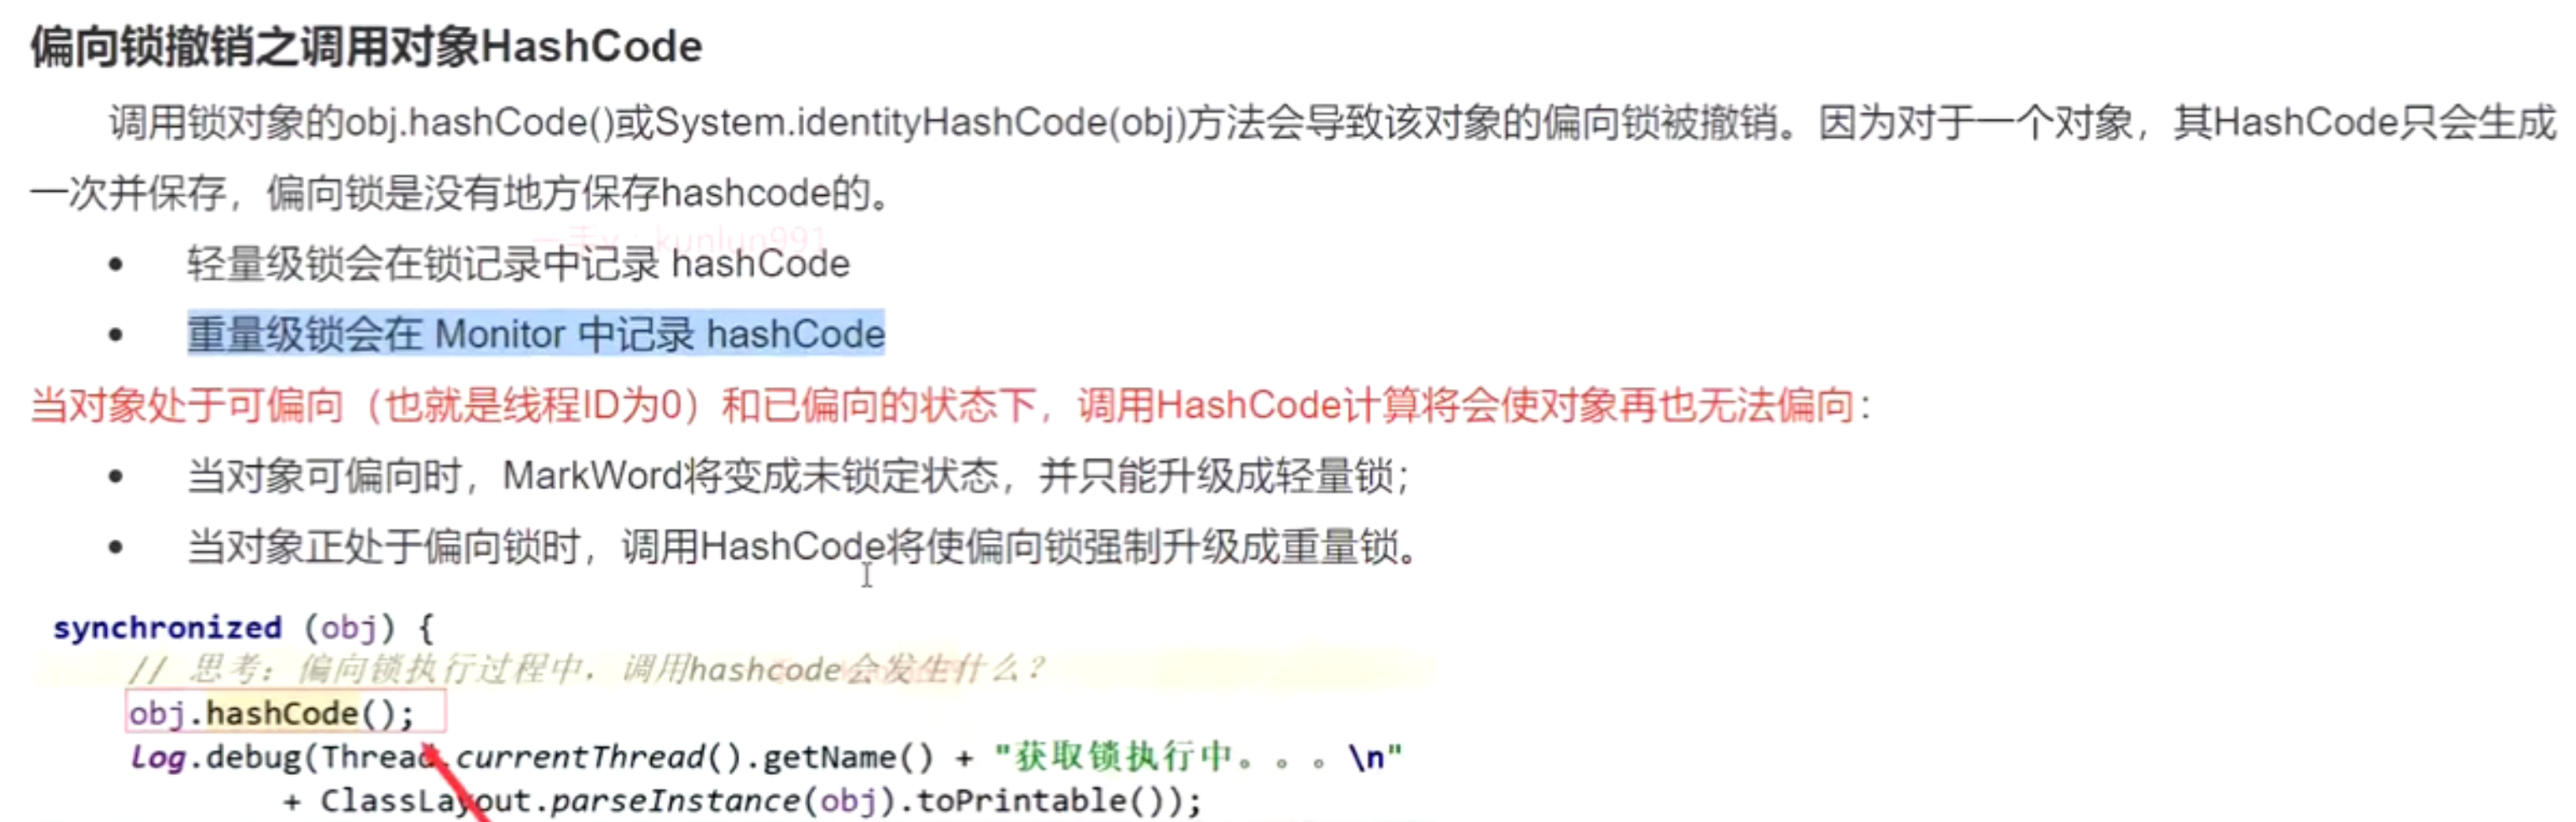 偏向锁撤销之调用对象HashCode
调用锁对象的obj.hashCode()或System.identityHashCode(obj)方法会导致该对象的偏向锁被撤销。因为对于一个对象，其HashCode只会生成
一次并保存，偏向锁是没有地方保存hashcode的。
一手v：kunlun991
• 轻量级锁会在锁记录中记录 hashCode
• 重量级锁会在 Monitor 中记录 hashCode
当对象处于可偏向（也就是线程ID为0）和已偏向的状态下，调用HashCode计算将会使对象再也无法偏向：
• 当对象可偏向时，MarkWord将变成未锁定状态，并只能升级成轻量锁；
• 当对象正处于偏向锁时，调用HashCode将使偏向锁强制升级成重量锁。
synchronized (obj) {
// 思考：偏向锁执行过程中，调用hashcode会发生什么？
obj.hashCode();
log.debug(Thread.currentThread().getName() + "获取锁执行中。。。\n"
+ ClassLayout.parseInstance(obj).toPrintable());